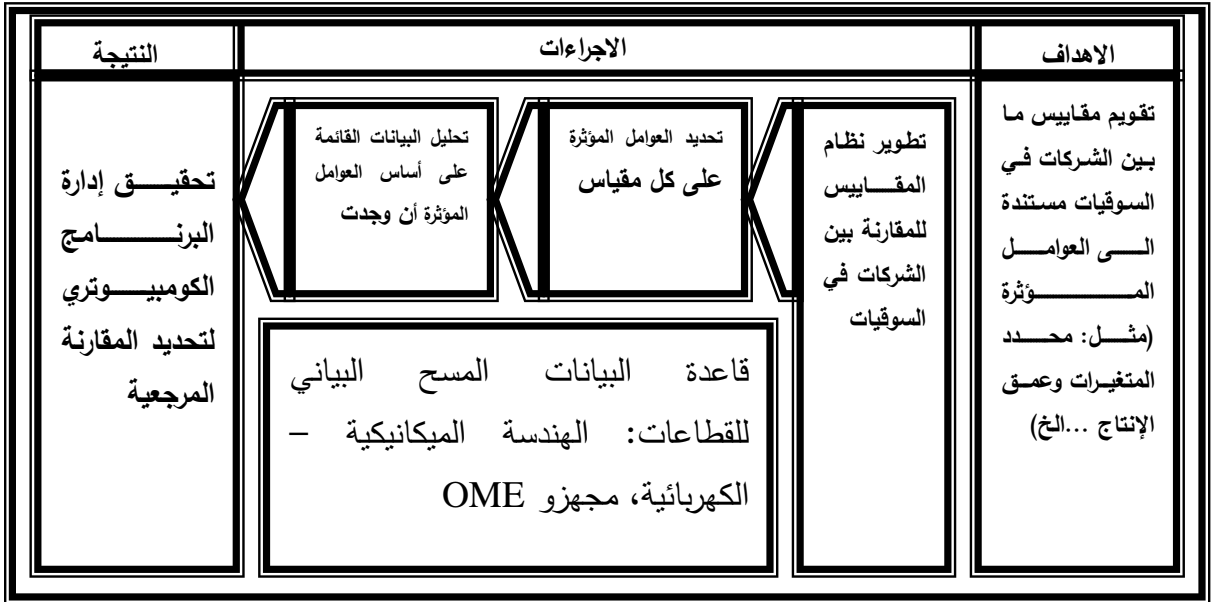 الاهداف
الاجراءات
النتيجة
تقويم مقاييس ما
بين الشركات في
السوقيات مستندة
الى العوامل
المؤثرة
(مثل: محدد
المتغيرات وعمق
الإنتاج ...الخ)
تطوير نظام
المقاييس
للمقارنة بين
الشركات في
السوقيات
تحديد العوامل المؤثرة
على كل مقياس
تحليل البيانات القائمة
على أساس العوامل
المؤثرة أن وجدت
قاعدة البيانات المسح البياني
للقطاعات: الهندسة الميكانيكية –
الكهربائية، مجهزو OME
تحقيق إدارة
البرنامج
الكومبيوتري
لتحديد المقارنة
المرجعية